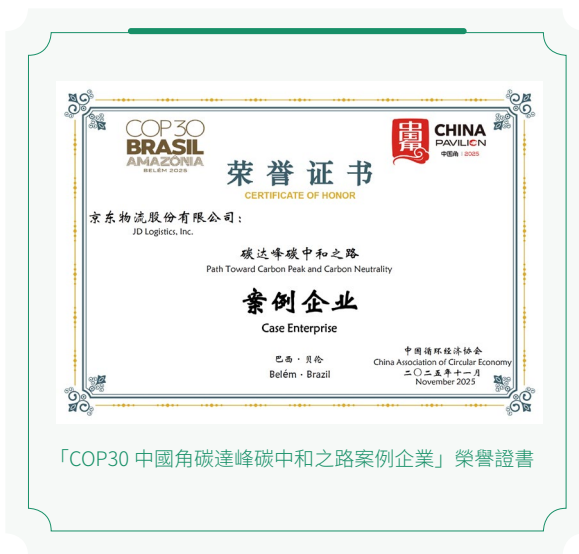 COP30
BRASIL
AMAZÔNIA
BELÉM 2025
中國角
CHINA
PAVILION
中国角 | 2025
荣誉证书
CERTIFICATE OF HONOR
京东物流股份有限公司：
JD Logistics, Inc.
碳达峰碳中和之路
Path Toward Carbon Peak and Carbon Neutrality
案例企业
Case Enterprise
巴西·贝伦
Belém · Brazil
中国循环经济协会
China Association of Circular Economy
二〇二五年十一月
November 2025
「COP30 中國角碳達峰碳中和之路案例企業」榮譽證書